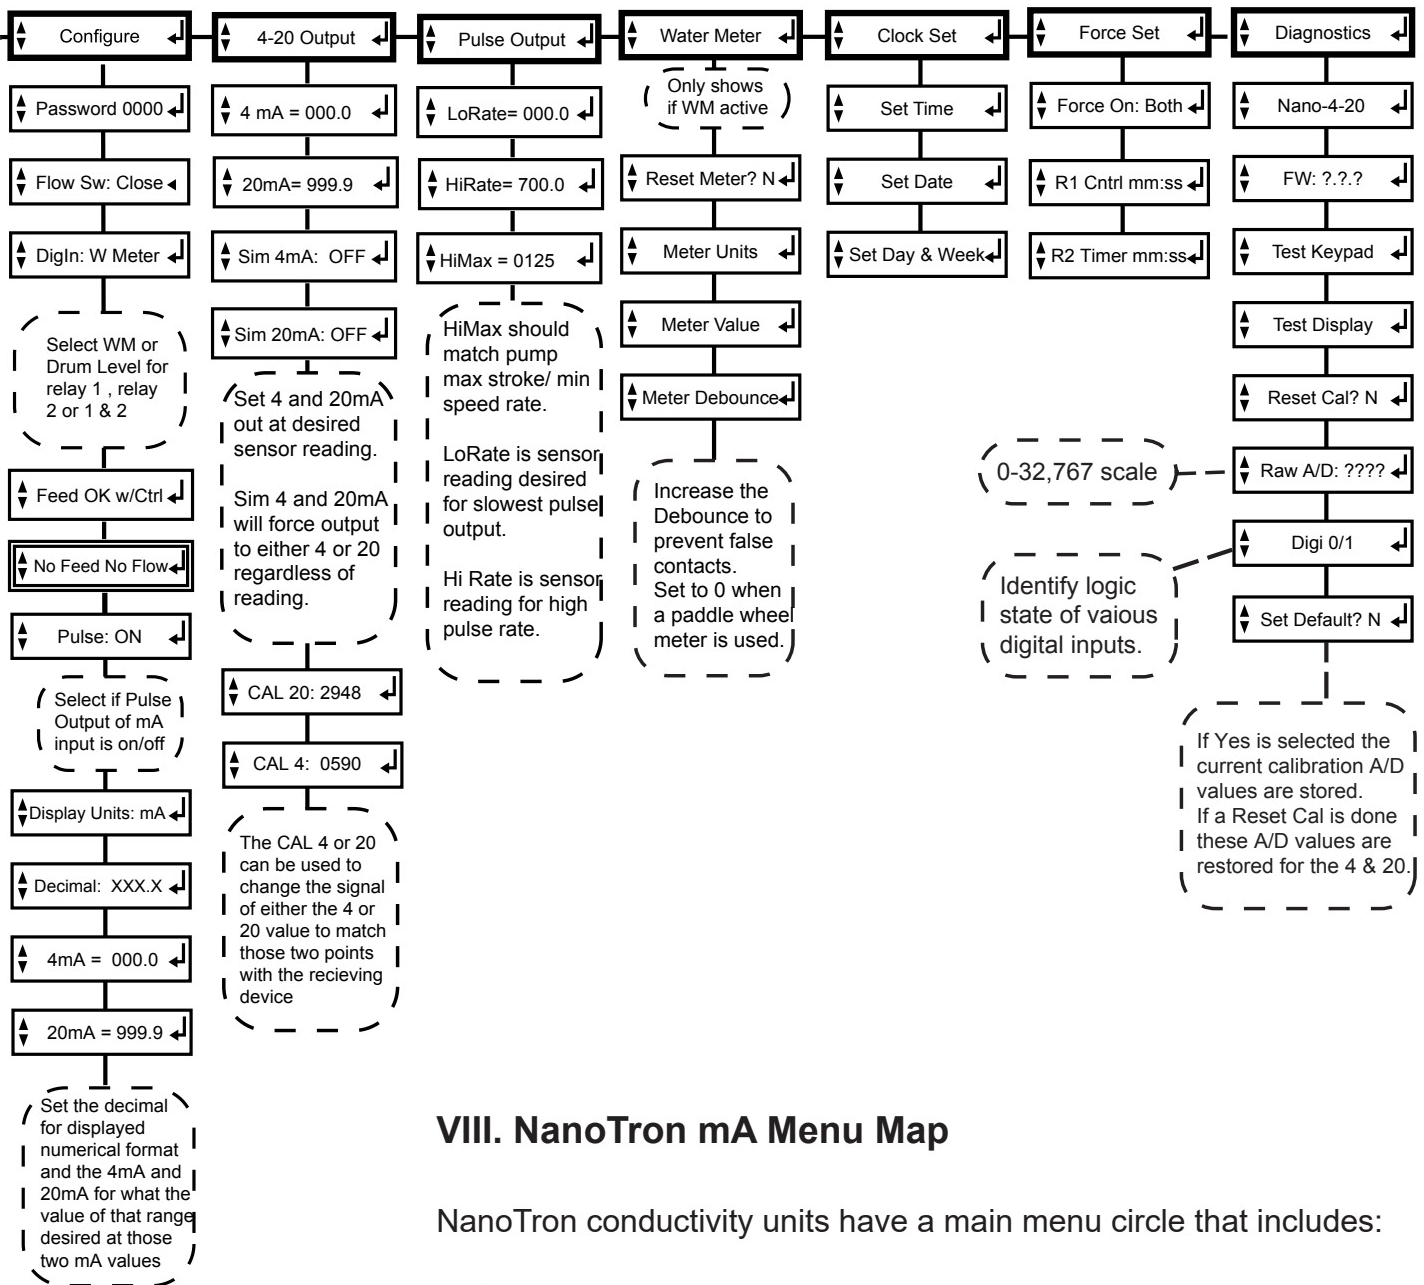 Configure
Password 0000
Flow Sw: Close
DigIn: W Meter
Select WM or
Drum Level for
relay 1 , relay
2 or 1 & 2
Feed OK w/Ctrl
No Feed No Flow
Pulse: ON
Select if Pulse
Output of mA
input is on/off
Display Units: mA
Decimal: XXX.X
4mA = 000.0
20mA = 999.9
Set the decimal
for displayed
numerical format
and the 4mA and
20mA for what the
value of that range
desired at those
two mA values
4-20 Output
4 mA = 000.0
20mA= 999.9
Sim 4mA: OFF
Sim 20mA: OFF
Set 4 and 20mA
out at desired
sensor reading.
Sim 4 and 20mA
will force output
to either 4 or 20
regardless of
reading.
CAL 20: 2948
CAL 4: 0590
The CAL 4 or 20
can be used to
change the signal
of either the 4 or
20 value to match
those two points
with the recieving
device
Pulse Output
LoRate= 000.0
HiRate= 700.0
HiMax = 0125
HiMax should
match pump
max stroke/ min
speed rate.
LoRate is sensor
reading desired
for slowest pulse
output.
Hi Rate is sensor
reading for high
pulse rate.
Water Meter
Only shows
if WM active
Reset Meter? N
Meter Units
Meter Value
Meter Debounce
Increase the
Debounce to
prevent false
contacts.
Set to 0 when
a paddle wheel
meter is used.
Clock Set
Set Time
Set Date
Set Day & Week
Force Set
Force On: Both
R1 Cntrl mm:ss
R2 Timer mm:ss
Diagnostics
Nano-4-20
FW: ?.?.?
Test Keypad
Test Display
Reset Cal? N
0-32,767 scale
Raw A/D: ????
Digi 0/1
Identify logic
state of vaious
digital inputs.
Set Default? N
If Yes is selected the
current calibration A/D
values are stored.
If a Reset Cal is done
these A/D values are
restored for the 4 & 20.
VIII. NanoTron mA Menu Map
NanoTron conductivity units have a main menu circle that includes: